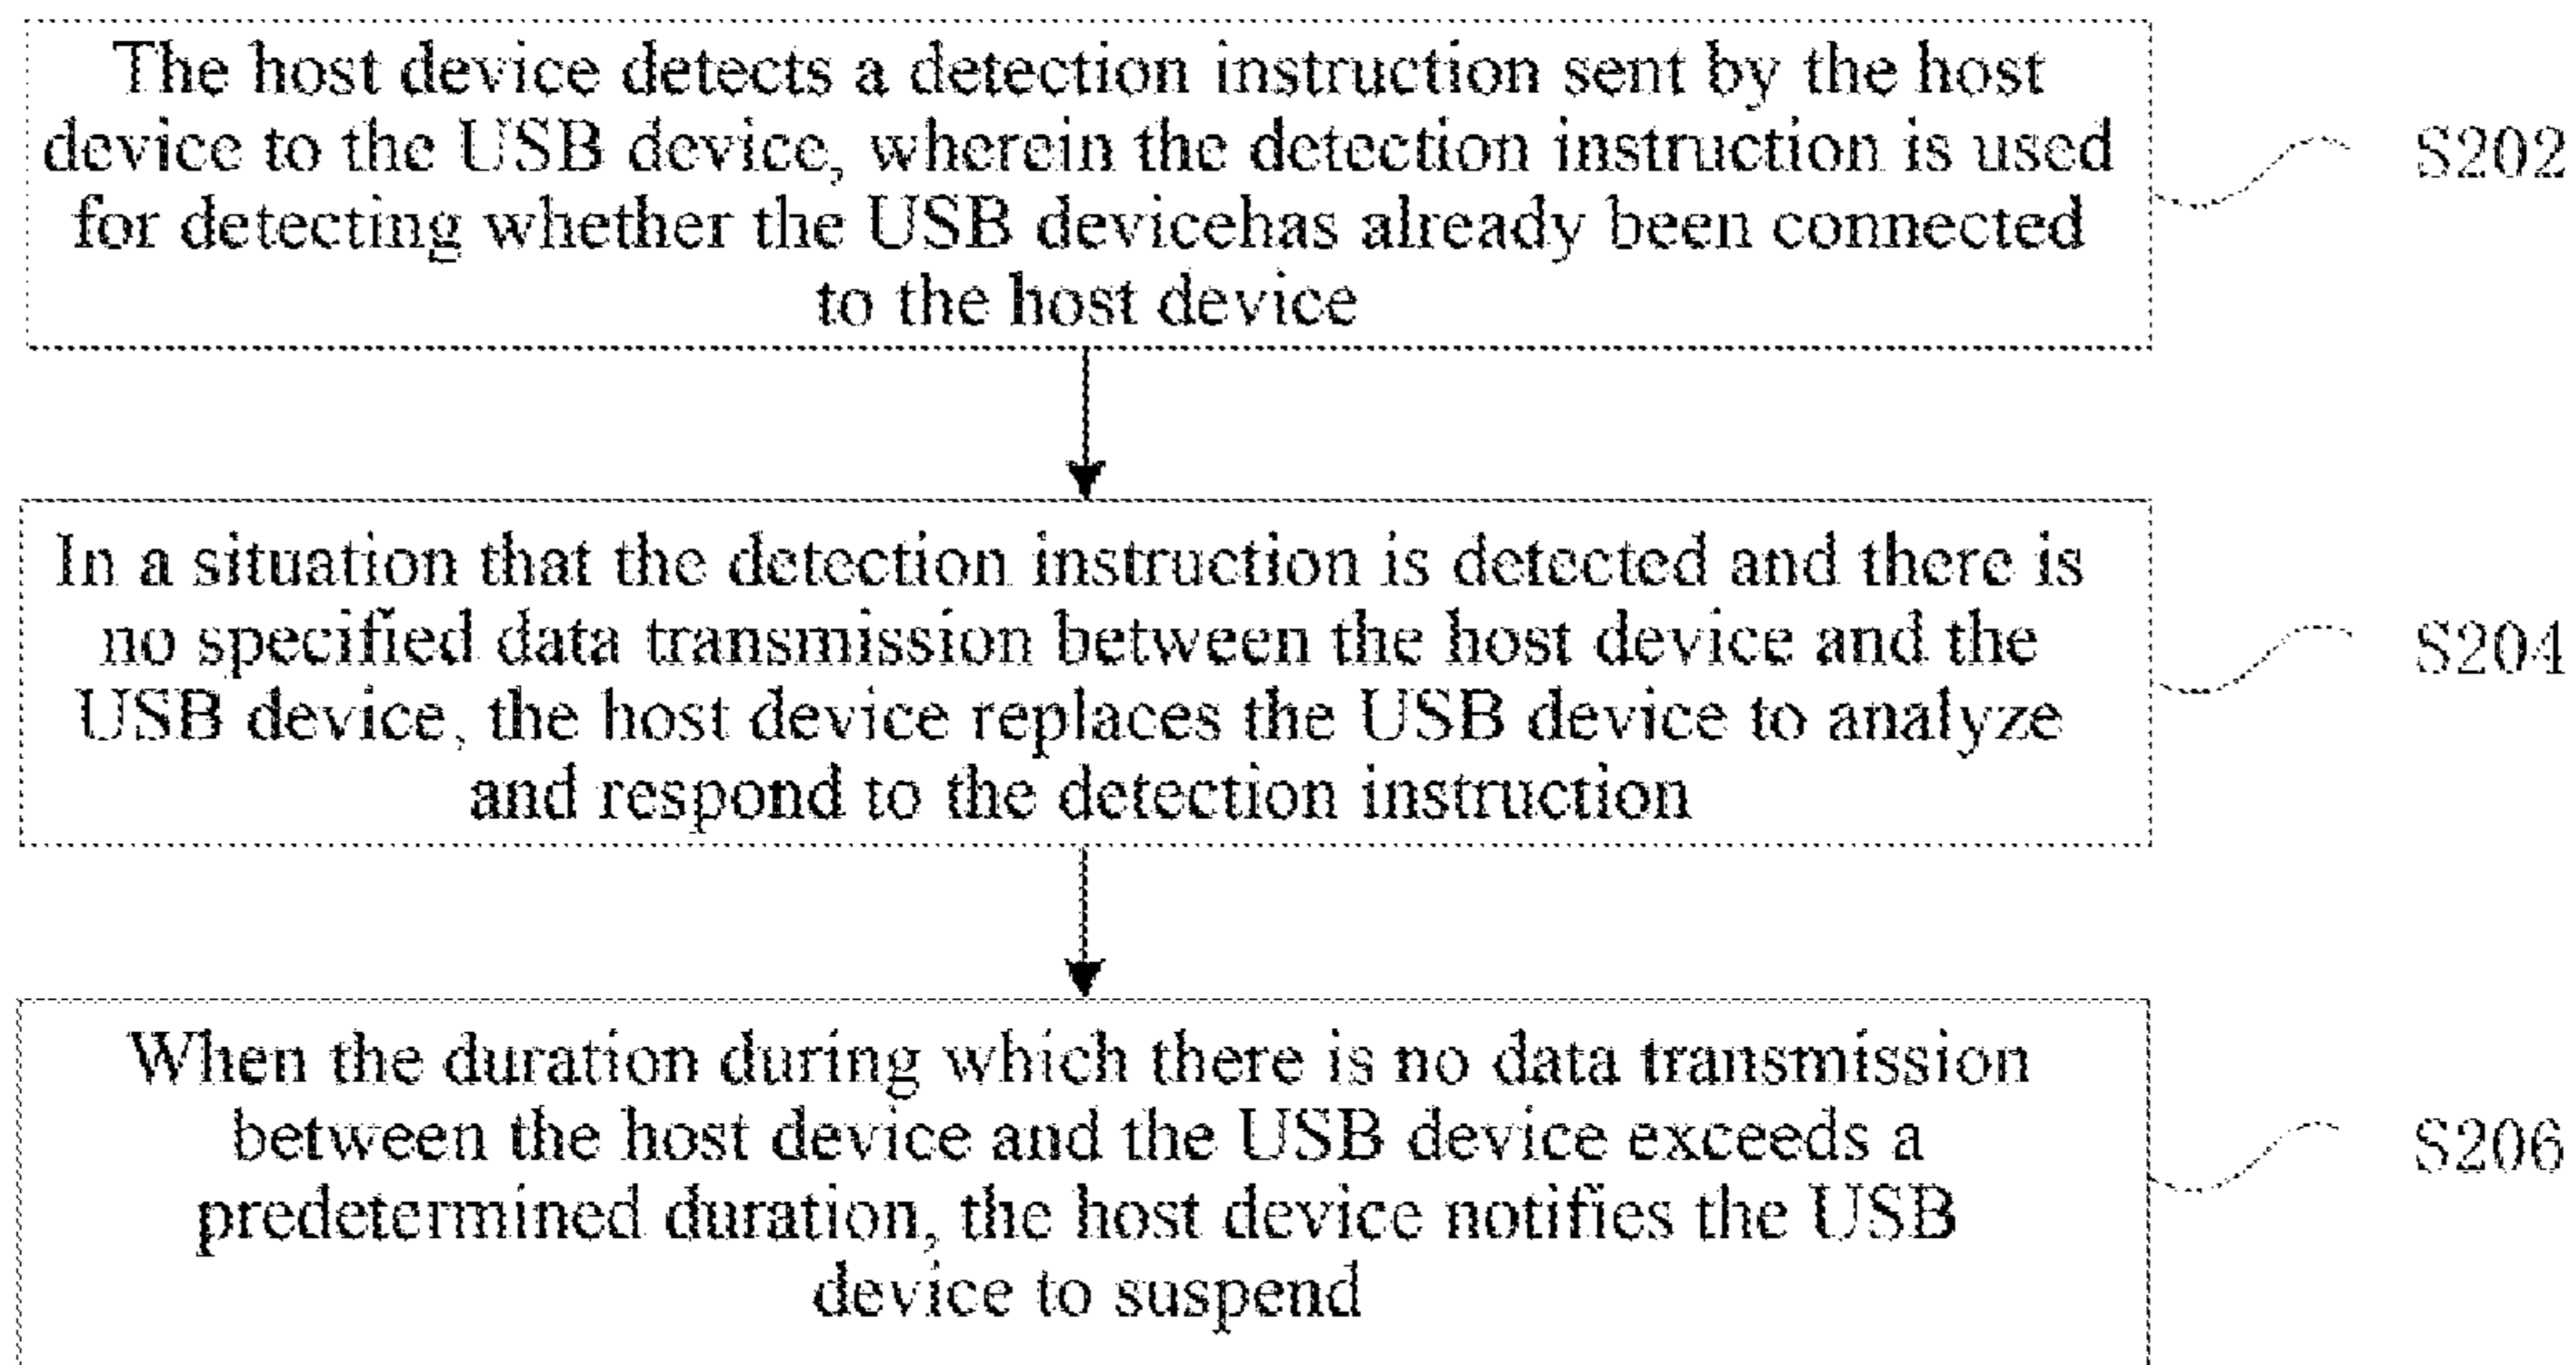 The host device detects a detection instruction sent by the host
device to the USB device, wherein the detection instruction is used
for detecting whether the USB devicehas already been connected
to the host device
S202
In a situation that the detection instruction is detected and there is
no specified data transmission between the host device and the
USB device, the host device replaces the USB device to analyze
and respond to the detection instruction
S204
When the duration during which there is no data transmission
between the host device and the USB device exceeds a
predetermined duration, the host device notifies the USB
device to suspend
S206